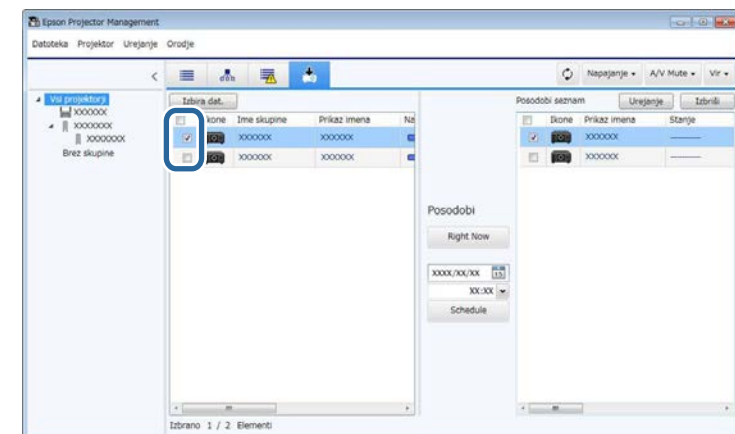 Epson Projector Management
Datoteka Projektor Urejanje Orodje
Napajanje A/V Mute Vir
Vsi projektorji
XXXXXX
XXXXXXX
XXXXXXX
Brez skupine
Izbira dat.
Ikone Ime skupine Prikaz imena Na
XXXXXX XXXXXX
XXXXXX XXXXXX
Izbrano 1 / 2 Elementi
Posodobi
Right Now
XXXX/XX/XX 15
XX:XX
Schedule
Posodobi seznam Urejanje Izbriši
Ikone Prikaz imena Stanje
XXXXXX ———
XXXXXX ———